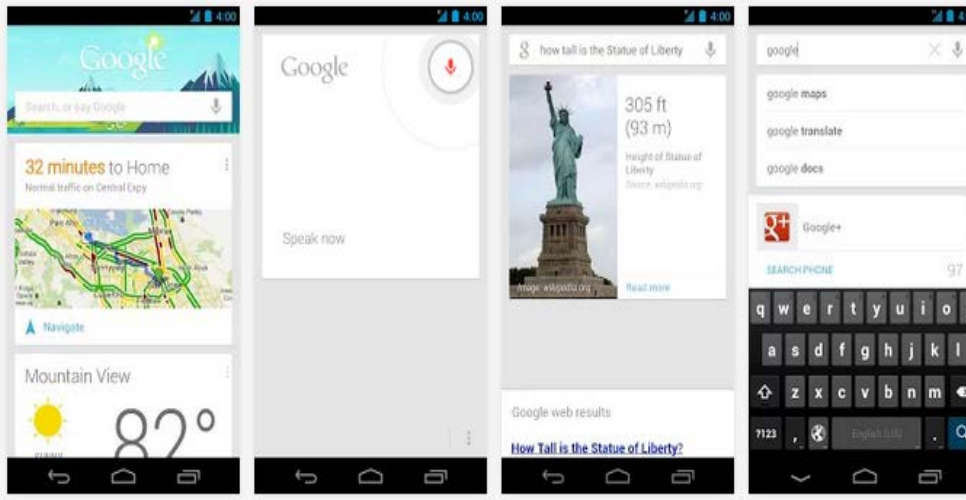 4:00
Google
Search, or say Google
32 minutes to Home
Normal traffic on Central Expy
Navigate
Mountain View
82°
4:00
Google
Speak now
4:00
how tall is the Statue of Liberty
305 ft
(93 m)
Height of Statue of
Liberty
Source: wikipedia.org
Image: wikipedia.org
Read more
Google web results
How Tall is the Statue of Liberty?
google
google maps
google translate
google docs
g+ Google+
SEARCH PHONE
97
q w e r t y u i o
a s d f g h j k l
z x c v b n m
?123 , English (US) .